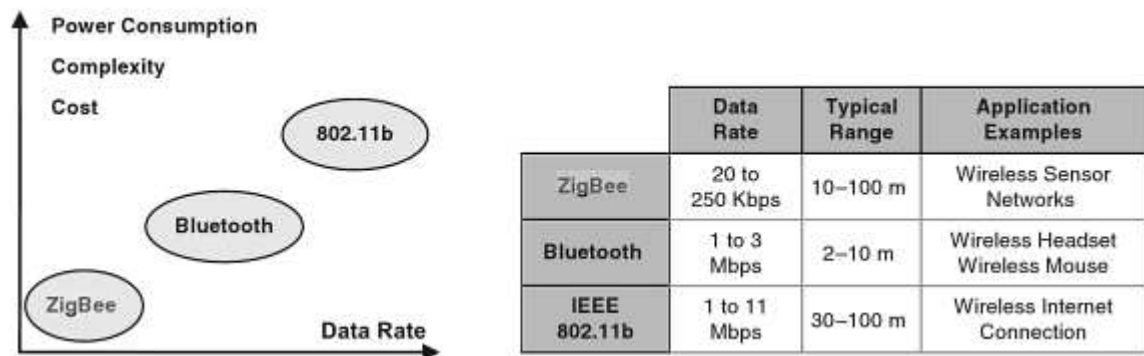 Power Consumption
Complexity
Cost
802.11b
Bluetooth
ZigBee
Data Rate
Data
Rate
Typical
Range
Application
Examples
ZigBee
20 to
250 Kbps
10–100 m
Wireless Sensor
Networks
Bluetooth
1 to 3
Mbps
2–10 m
Wireless Headset
Wireless Mouse
IEEE
802.11b
1 to 11
Mbps
30–100 m
Wireless Internet
Connection